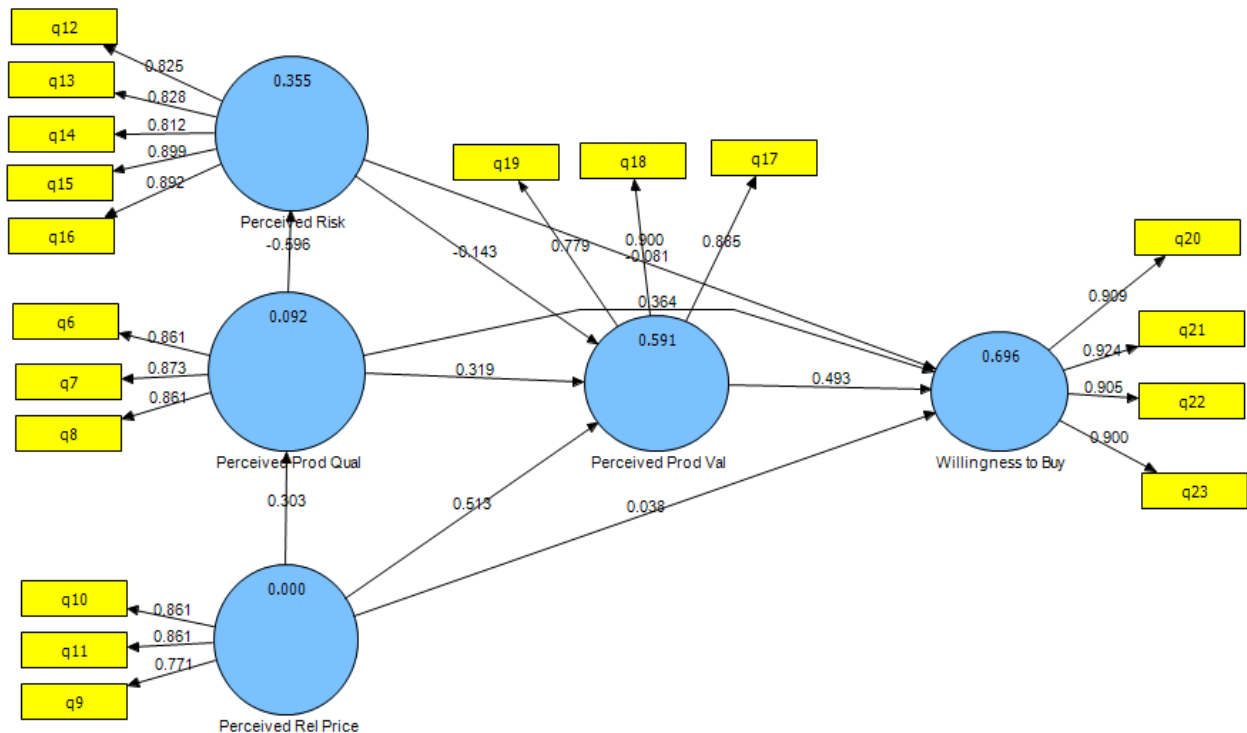 q12
0.825
q13
0.828
q14
0.812
q15
0.899
q16
0.892
0.355
Perceived Risk
-0.596
q19
q18
q17
0.779
0.900
0.885
-0.143
-0.081
0.364
q6
0.861
q7
0.873
q8
0.861
0.092
Perceived Prod Qual
0.319
0.591
Perceived Prod Val
0.493
0.696
Willingness to Buy
q20
0.909
q21
0.924
q22
0.905
q23
0.900
0.303
0.513
0.038
q10
0.861
q11
0.861
q9
0.771
0.000
Perceived Rel Price